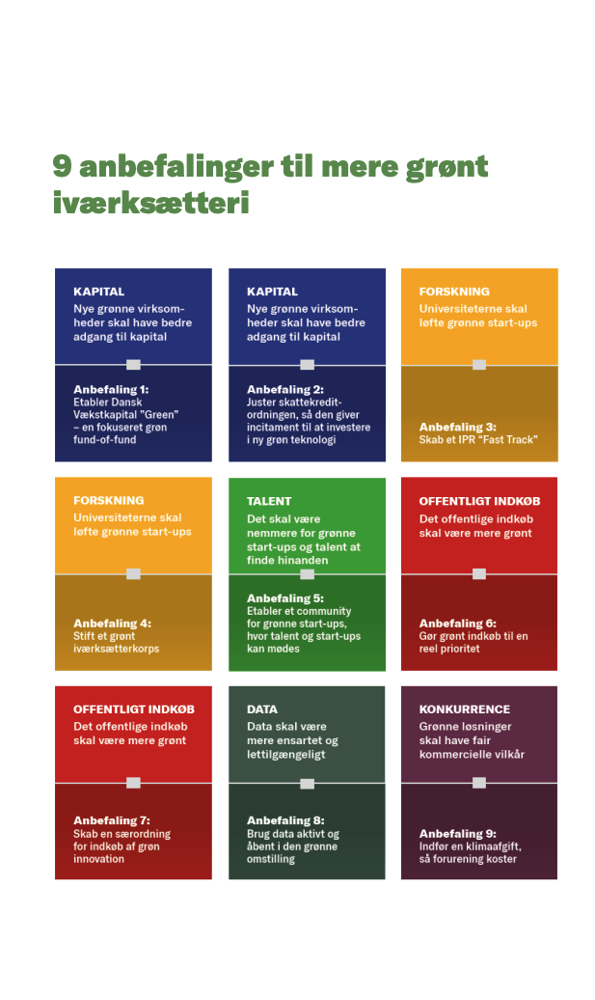 9 anbefalinger til mere grønt
iværksætteri
KAPITAL
Nye grønne virksom-
heder skal have bedre
adgang til kapital
Anbefaling 1:
Etabler Dansk
Vækstkapital ”Green”
– en fokuseret grøn
fund-of-fund
KAPITAL
Nye grønne virksom-
heder skal have bedre
adgang til kapital
Anbefaling 2:
Juster skattekredit-
ordningen, så den giver
incitament til at investere
i ny grøn teknologi
FORSKNING
Universiteterne skal
løfte grønne start-ups
Anbefaling 3:
Skab et IPR “Fast Track”
FORSKNING
Universiteterne skal
løfte grønne start-ups
Anbefaling 4:
Stift et grønt
iværksætterkorps
TALENT
Det skal være
nemmere for grønne
start-ups og talent at
finde hinanden
Anbefaling 5:
Etabler et community
for grønne start-ups,
hvor talent og start-ups
kan mødes
OFFENTLIGT INDKØB
Det offentlige indkøb
skal være mere grønt
Anbefaling 6:
Gør grønt indkøb til en
reel prioritet
OFFENTLIGT INDKØB
Det offentlige indkøb
skal være mere grønt
Anbefaling 7:
Skab en særordning
for indkøb af grøn
innovation
DATA
Data skal være
mere ensartet og
lettilgængeligt
Anbefaling 8:
Brug data aktivt og
åbent i den grønne
omstilling
KONKURRENCE
Grønne løsninger
skal have fair
kommercielle vilkår
Anbefaling 9:
Indfør en klimaafgift,
så forurening koster